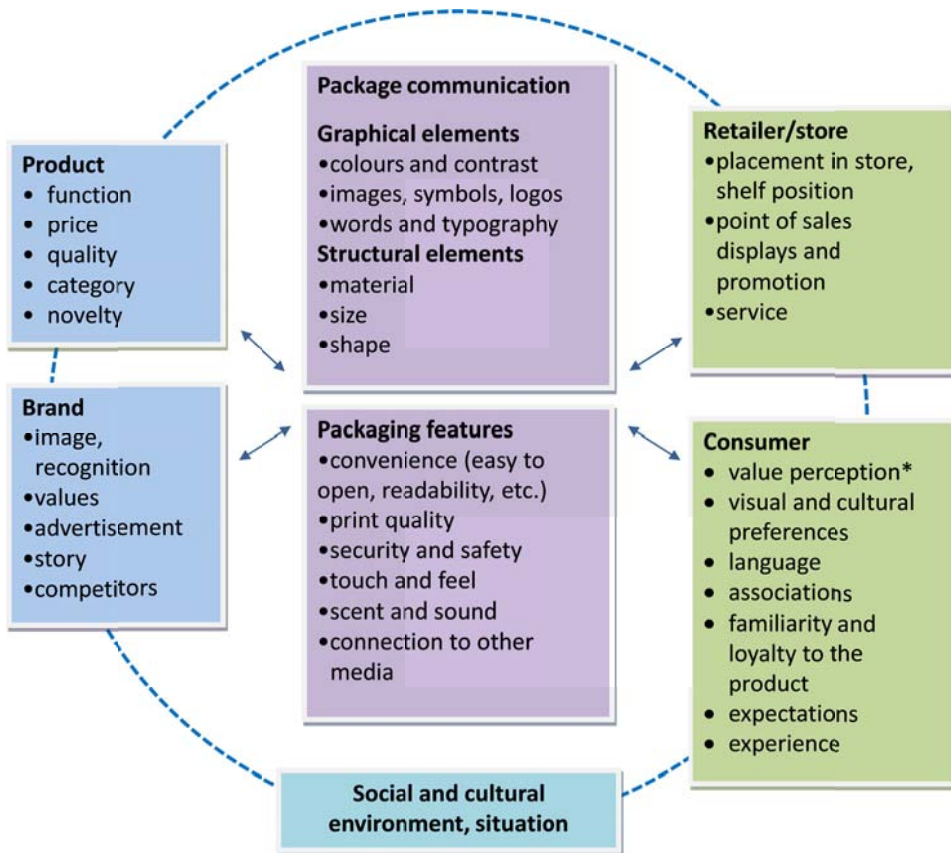 Package communication
Graphical elements
•colours and contrast
•images, symbols, logos
•words and typography
Structural elements
•material
•size
•shape
Product
• function
• price
• quality
• category
• novelty
Retailer/store
•placement in store,
shelf position
•point of sales
displays and
promotion
•service
Brand
•image,
recognition
•values
•advertisement
•story
•competitors
Packaging features
•convenience (easy to
open, readability, etc.)
•print quality
•security and safety
•touch and feel
•scent and sound
•connection to other
media
Consumer
• value perception*
• visual and cultural
preferences
• language
• associations
• familiarity and
loyalty to the
product
• expectations
• experience
Social and cultural
environment, situation